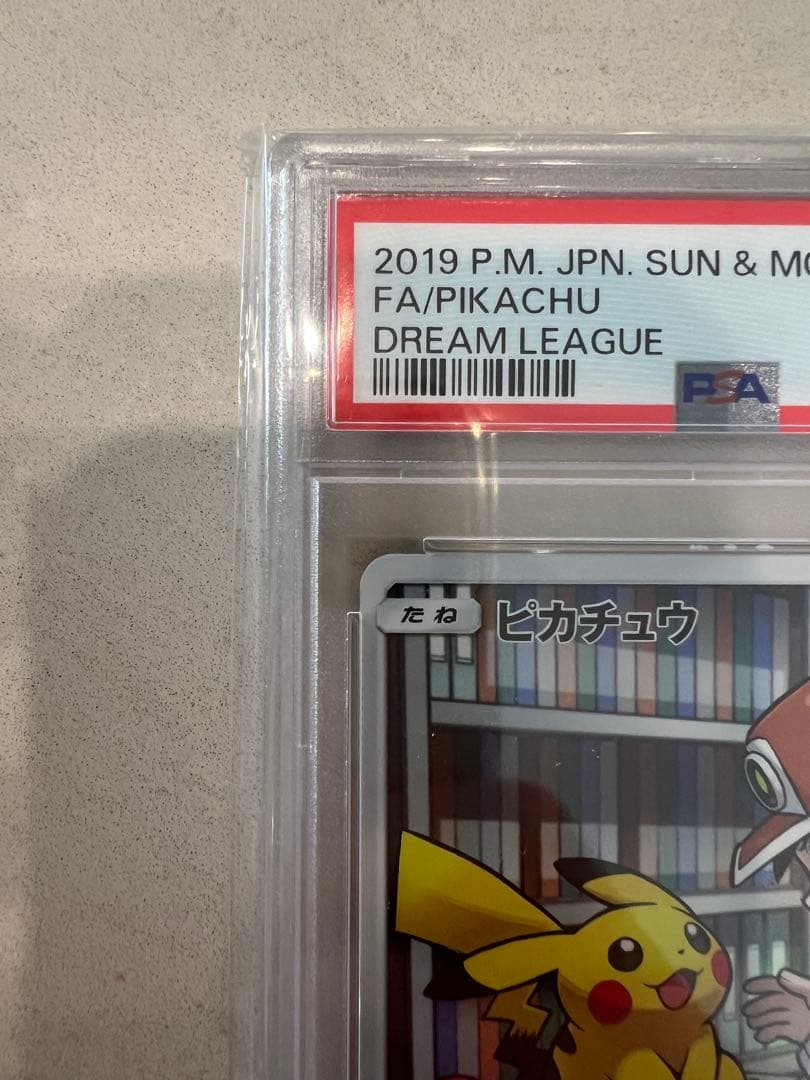 2019 P.M. JPN. SUN & MO
FA/PIKACHU
DREAM LEAGUE
PSA
たね ピカチュウ